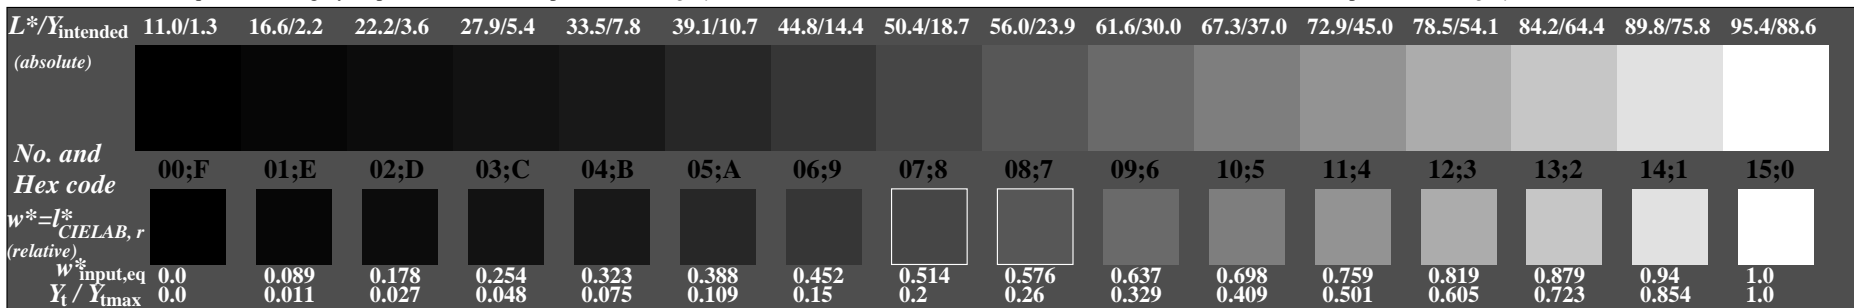 L*/Yintended 11.0/1.3 16.6/2.2 22.2/3.6 27.9/5.4 33.5/7.8 39.1/10.7 44.8/14.4 50.4/18.7 56.0/23.9 61.6/30.0 67.3/37.0 72.9/45.0 78.5/54.1 84.2/64.4 89.8/75.8 95.4/88.6
(absolute)
No. and
Hex code
00;F 01;E 02;D 03;C 04;B 05;A 06;9 07;8 08;7 09;6 10;5 11;4 12;3 13;2 14;1 15;0
w*=l*CIELAB, r
(relative)
w*input,eq 0.0 0.089 0.178 0.254 0.323 0.388 0.452 0.514 0.576 0.637 0.698 0.759 0.819 0.879 0.94 1.0
Yt / Ytmax 0.0 0.011 0.027 0.048 0.075 0.109 0.15 0.2 0.26 0.329 0.409 0.501 0.605 0.723 0.854 1.0